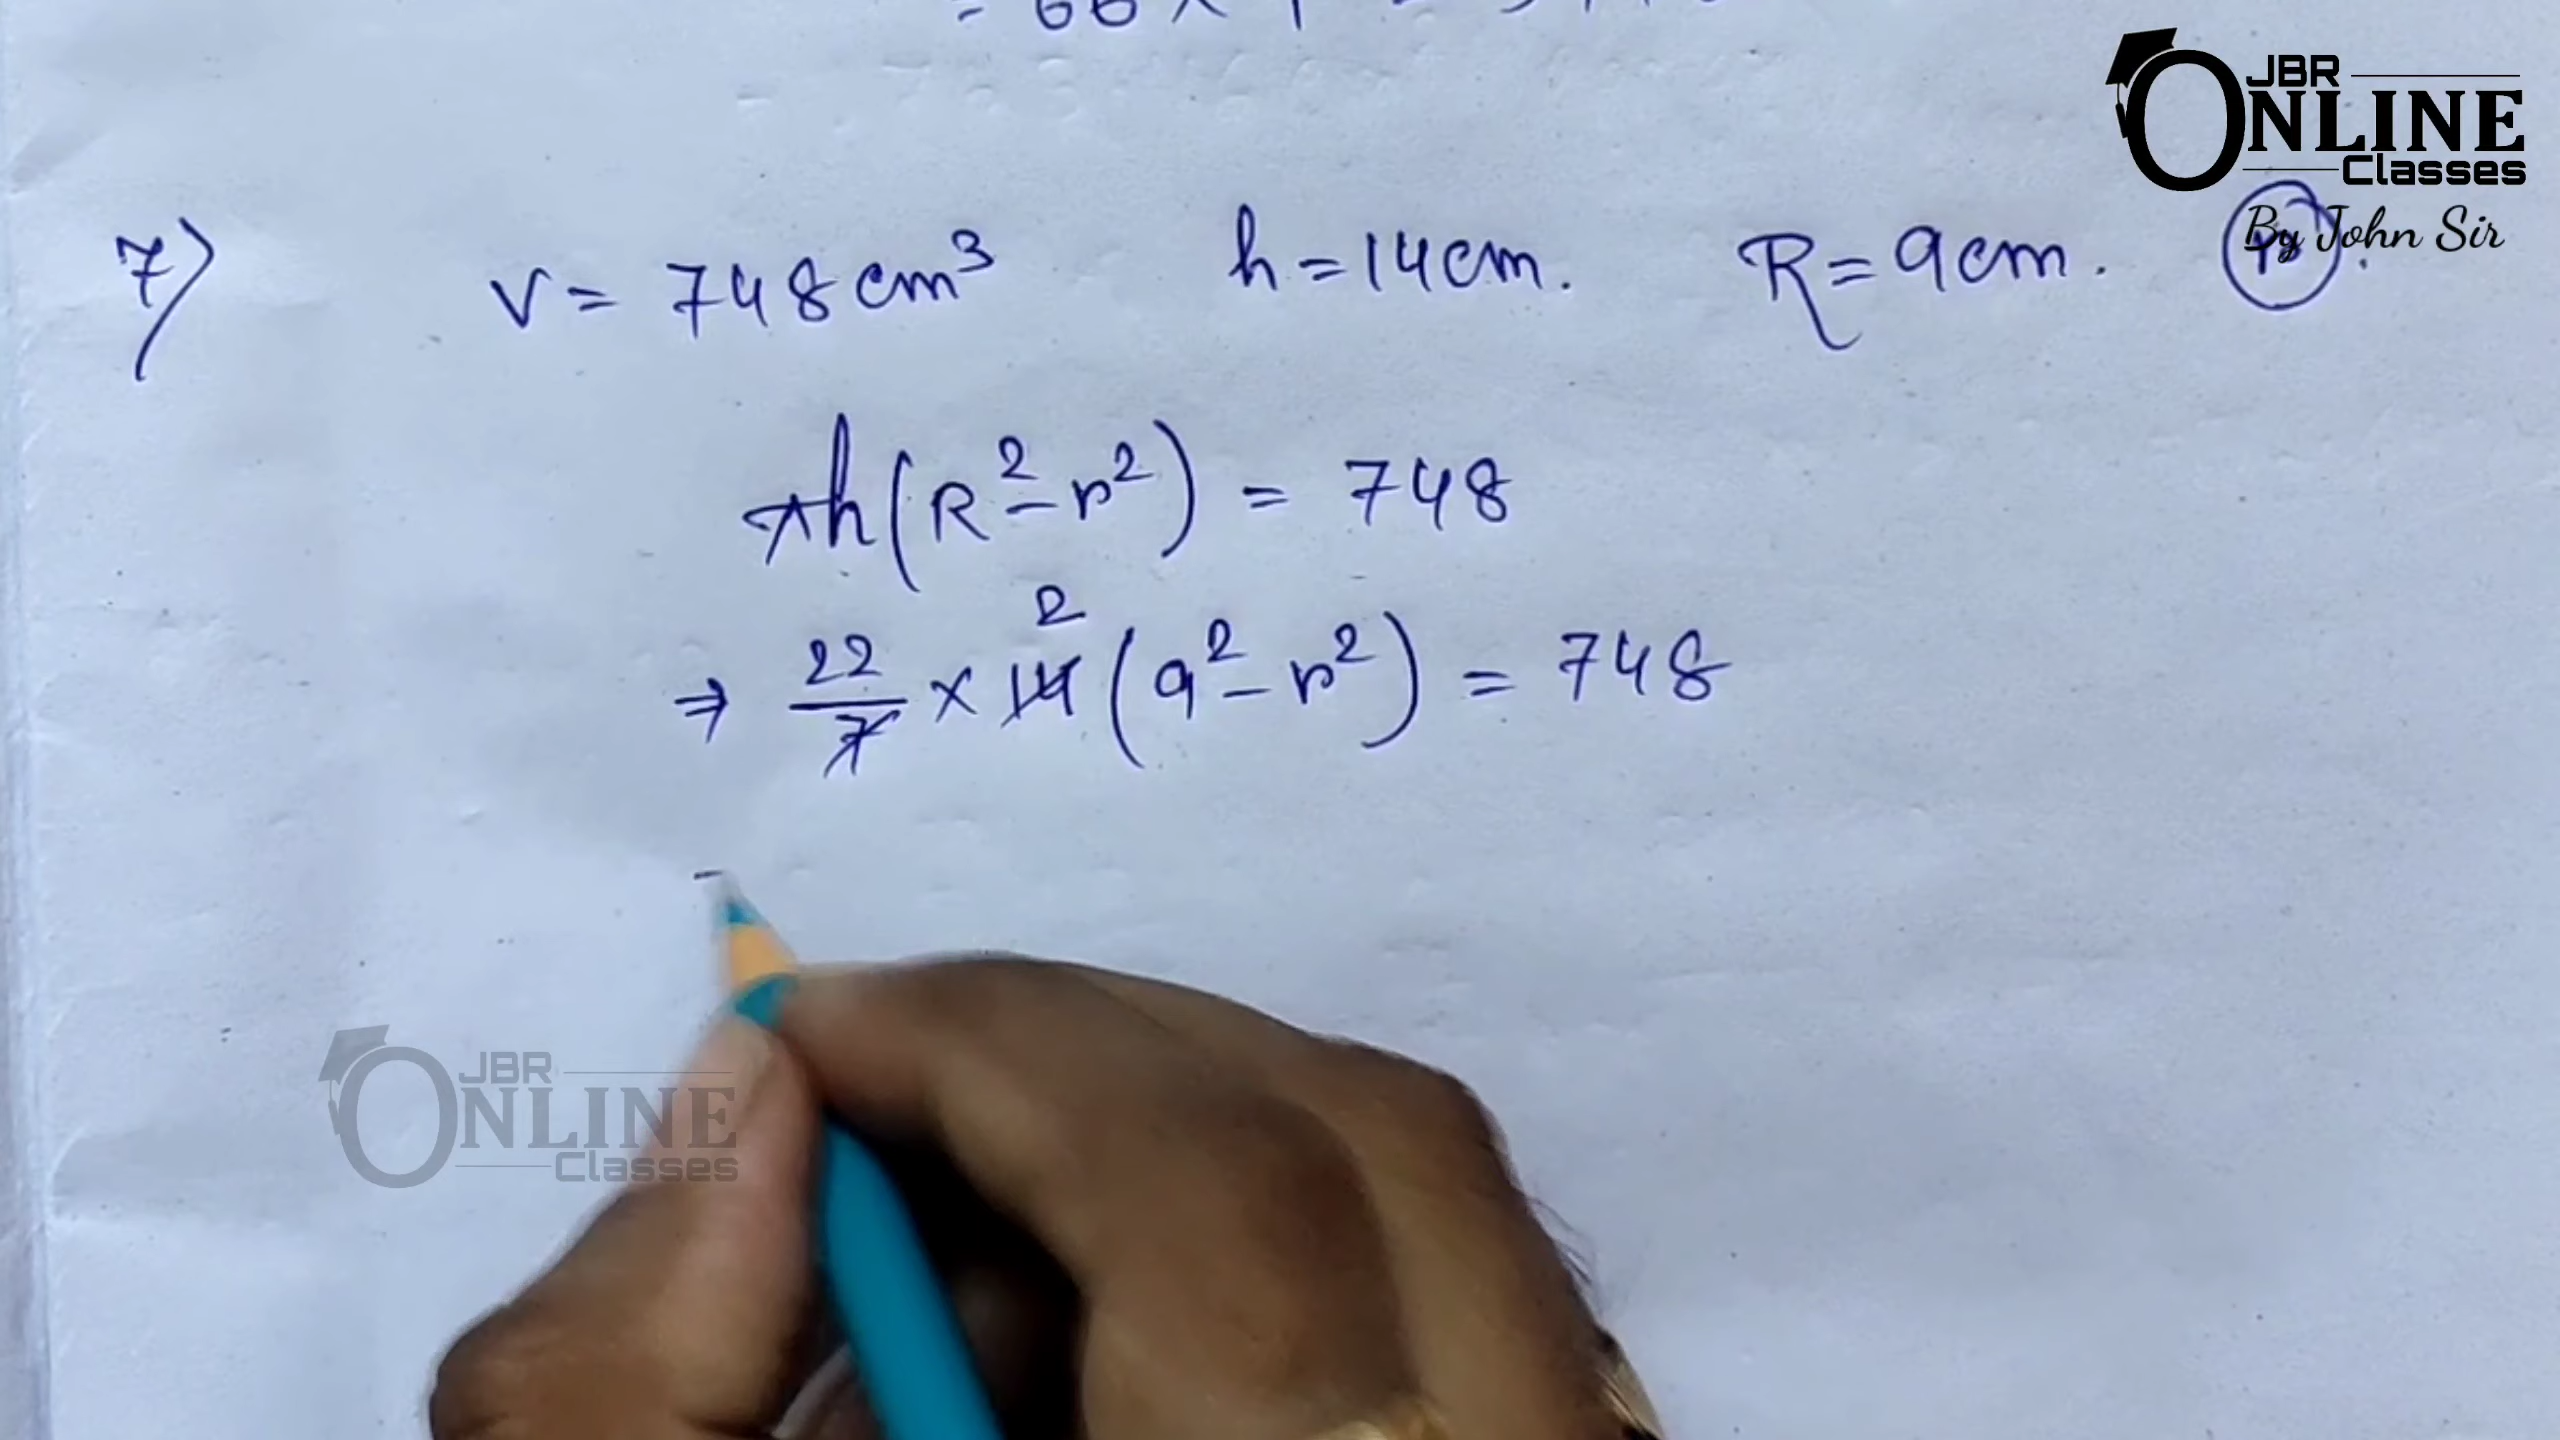 JBR
ONLINE
Classes
By John Sir
7) V = 748 cm³ h = 14 cm. R = 9 cm.
πh(R² - r²) = 748
2
⇒ 22/7 × 14 (9² - r²) = 748
JBR
ONLINE
Classes